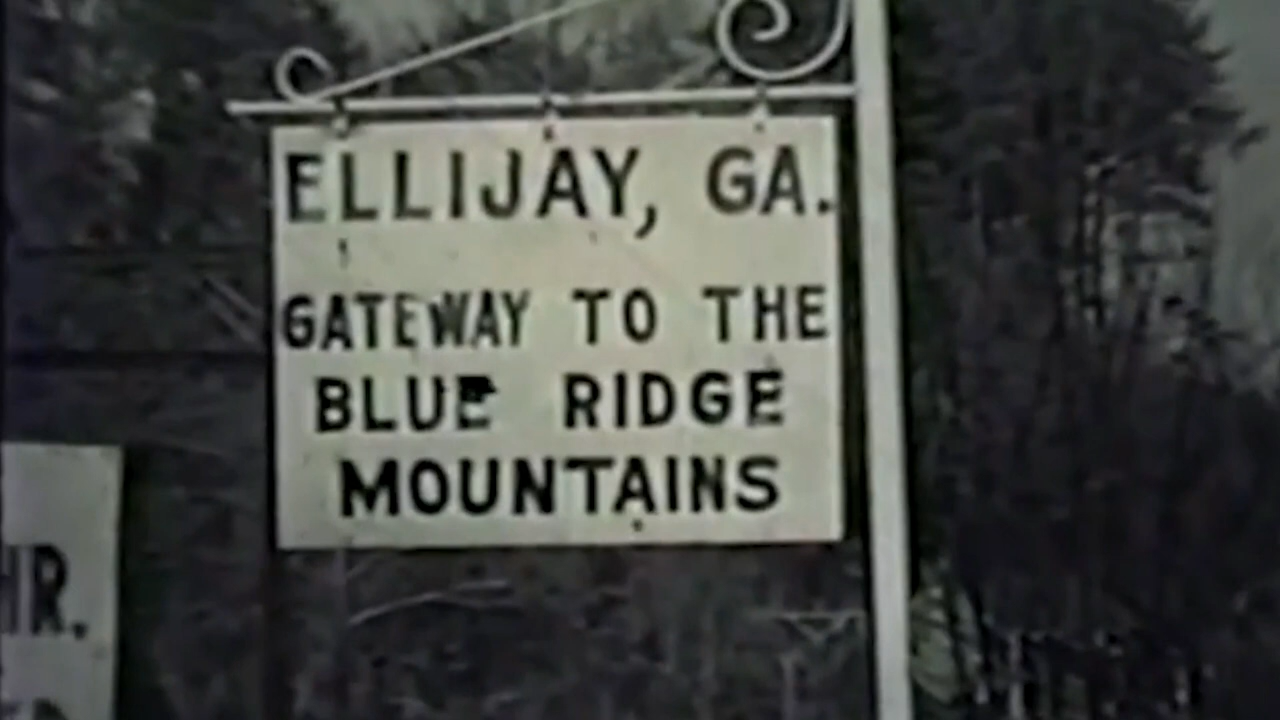 ELLIJAY, GA.
GATEWAY TO THE
BLUE RIDGE
MOUNTAINS
HR.